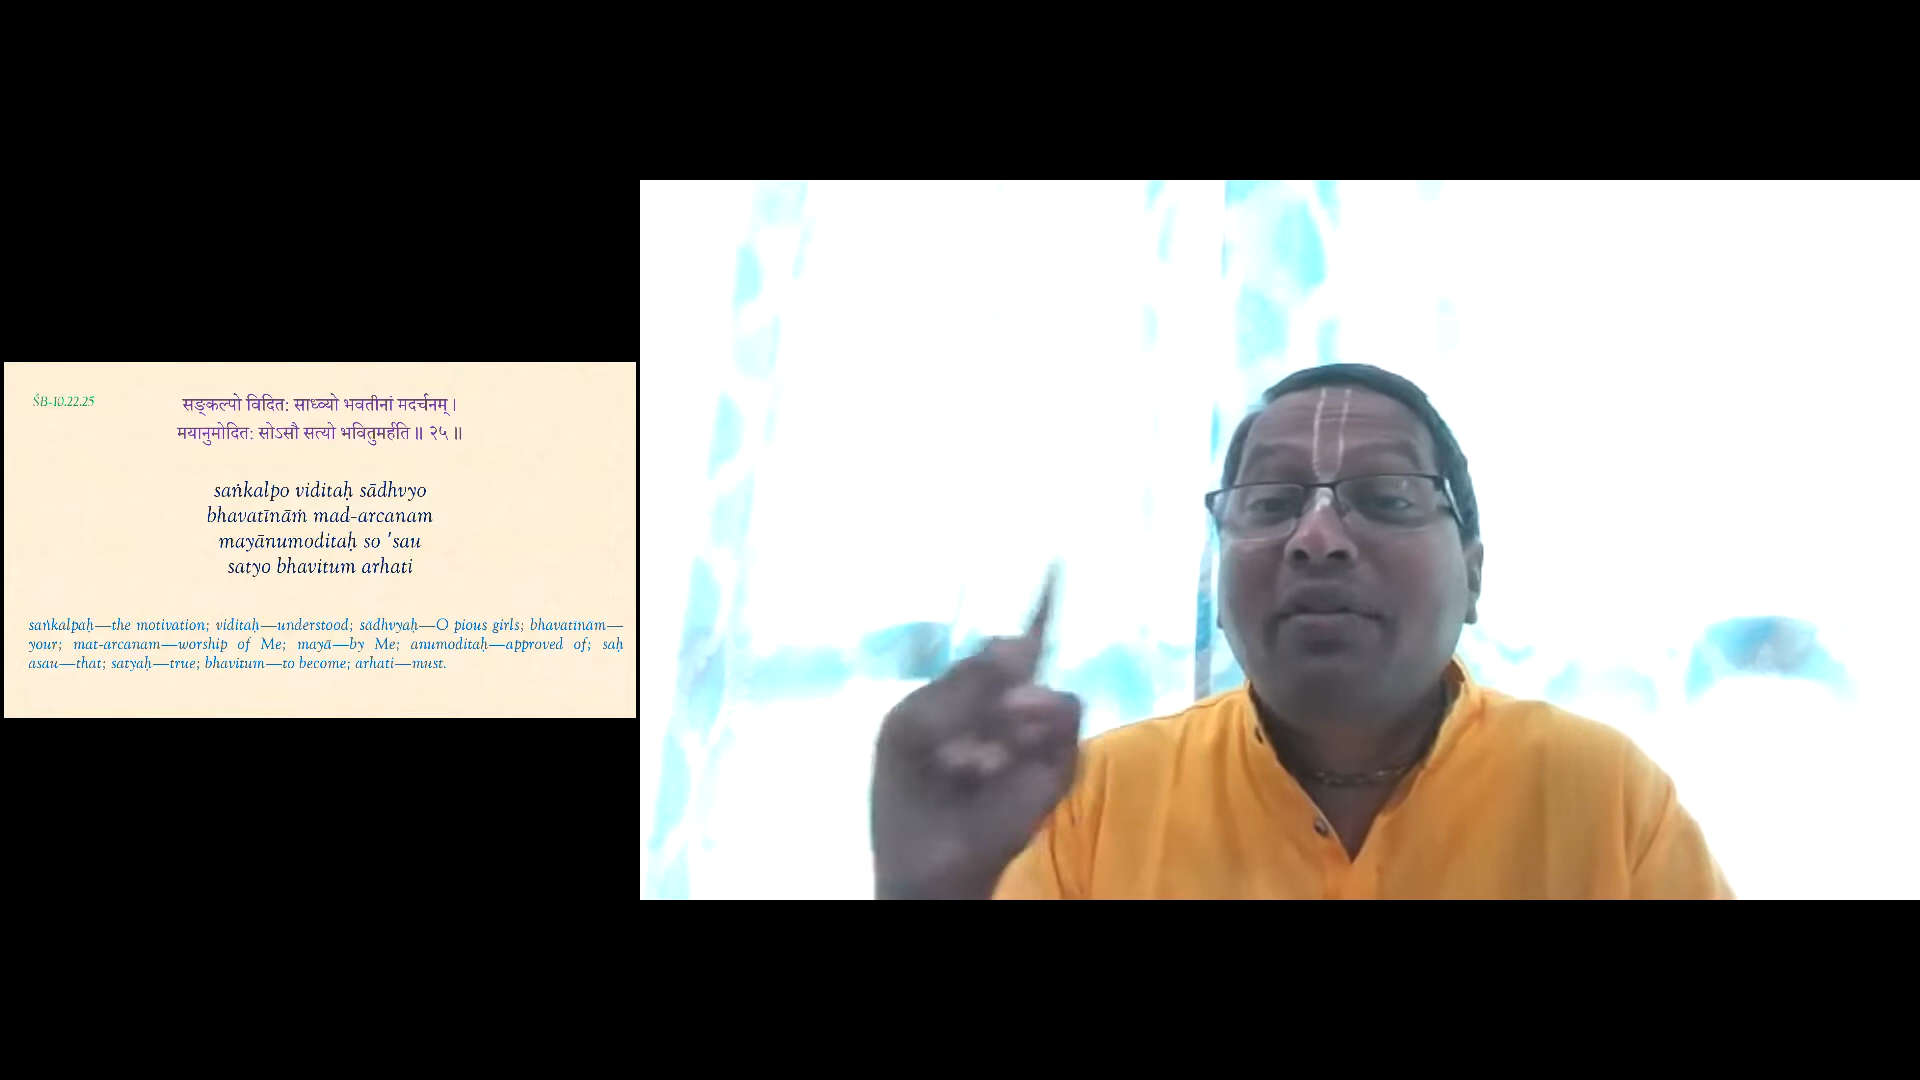 ŚB-10.22.25
सङ्कल्पो विदित: साध्व्यो भवतीनां मदर्चनम् ।
मयानुमोदित: सोऽसौ सत्यो भवितुमर्हति ॥ २५ ॥
saṅkalpo viditaḥ sādhvyo
bhavatīnāṁ mad-arcanam
mayānumoditaḥ so 'sau
satyo bhavitum arhati
saṅkalpaḥ—the motivation; viditaḥ—understood; sādhvyaḥ—O pious girls; bhavatīnām—
your; mat-arcanam—worship of Me; mayā—by Me; anumoditaḥ—approved of; saḥ
asau—that; satyaḥ—true; bhavitum—to become; arhati—must.